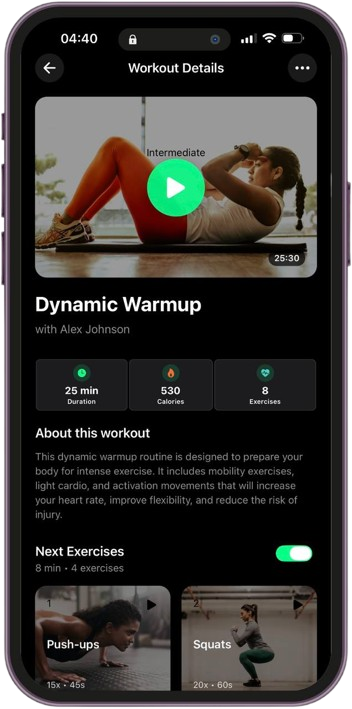 04:40
Workout Details
Intermediate
25:30
Dynamic Warmup
with Alex Johnson
25 min
Duration
530
Calories
8
Exercises
About this workout
This dynamic warmup routine is designed to prepare your
body for intense exercise. It includes mobility exercises,
light cardio, and activation movements that will increase
your heart rate, improve flexibility, and reduce the risk of
injury.
Next Exercises
8 min • 4 exercises
1
Push-ups
15x • 45s
2
Squats
20x • 60s